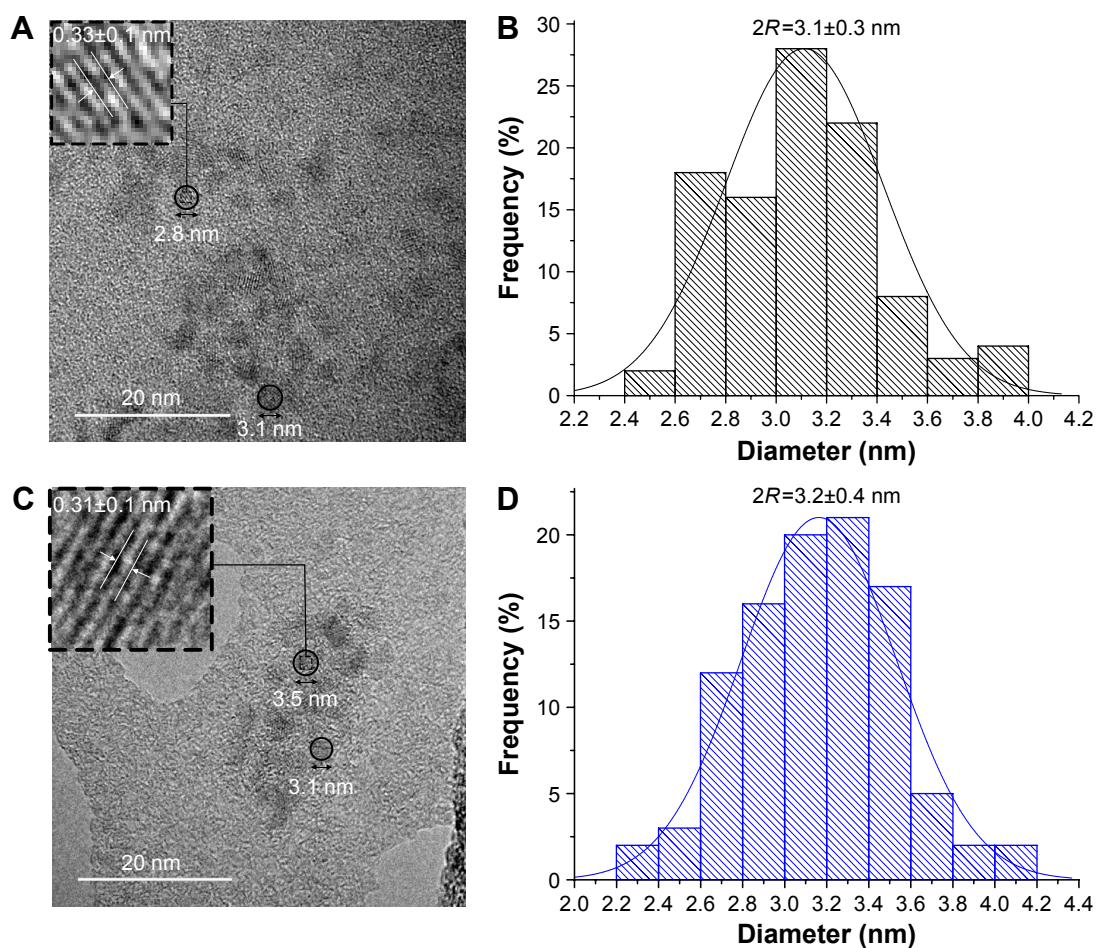 A
0.33±0.1 nm
2.8 nm
20 nm
3.1 nm
B
2R=3.1±0.3 nm
30
25
20
15
10
5
0
Frequency (%)
2.2 2.4 2.6 2.8 3.0 3.2 3.4 3.6 3.8 4.0 4.2
Diameter (nm)
C
0.31±0.1 nm
3.5 nm
3.1 nm
20 nm
D
2R=3.2±0.4 nm
20
15
10
5
0
Frequency (%)
2.0 2.2 2.4 2.6 2.8 3.0 3.2 3.4 3.6 3.8 4.0 4.2 4.4
Diameter (nm)